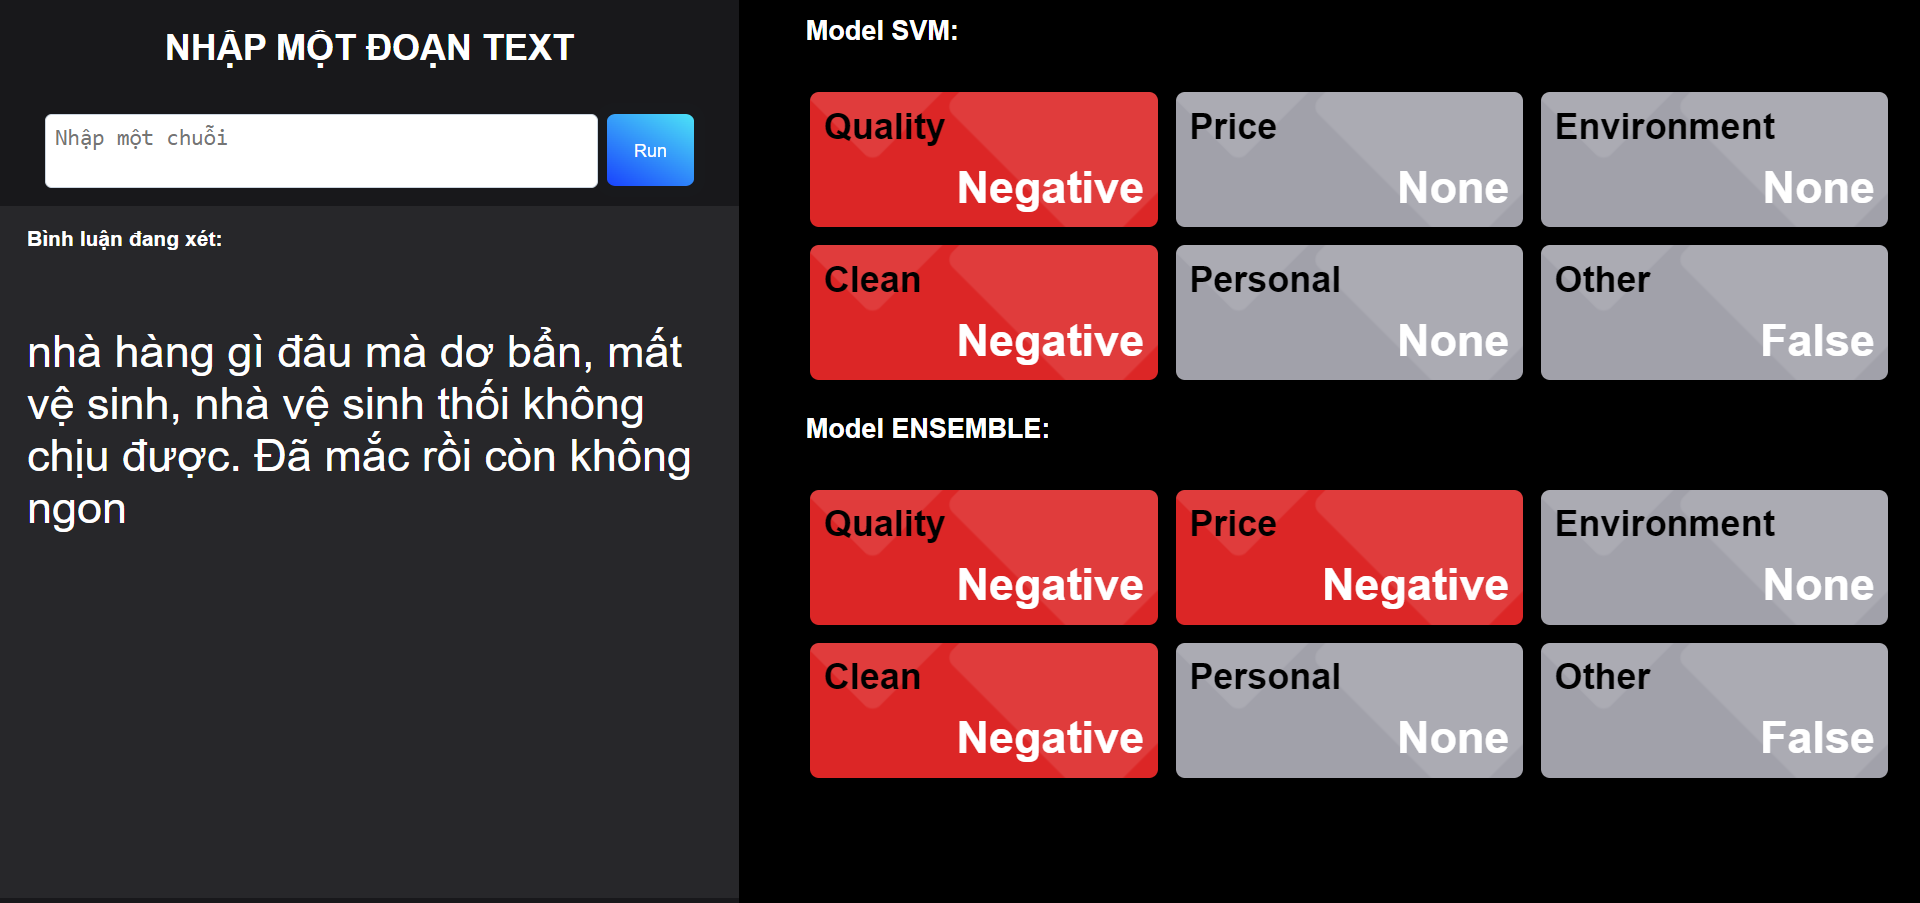 NHẬP MỘT ĐOẠN TEXT
Nhập một chuỗi
Run
Bình luận đang xét:
nhà hàng gì đâu mà dơ bẩn, mất
vệ sinh, nhà vệ sinh thối không
chịu được. Đã mắc rồi còn không
ngon
Model SVM:
Quality
Negative
Price
None
Environment
None
Clean
Negative
Personal
None
Other
False
Model ENSEMBLE:
Quality
Negative
Price
Negative
Environment
None
Clean
Negative
Personal
None
Other
False